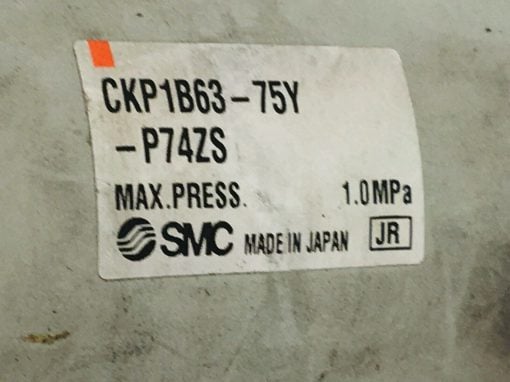 CKP1B63-75Y
-P74ZS
MAX.PRESS. 1.0MPa
SMC MADE IN JAPAN JR